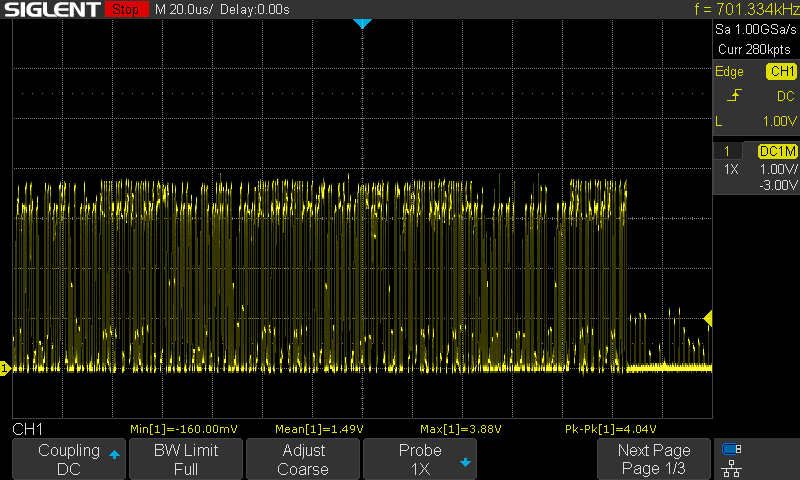 SIGLENT Stop M 20.0us/ Delay:0.00s f = 701.334kHz
Sa 1.00GSa/s
Curr 280kpts
Edge CH1
DC
L 1.00V
1 DC1M
1X 1.00V/
-3.00V
1
CH1 Min[1]=-160.00mV Mean[1]=1.49V Max[1]=3.88V Pk-Pk[1]=4.04V
Coupling BW Limit Adjust Probe Next Page
DC Full Coarse 1X Page 1/3